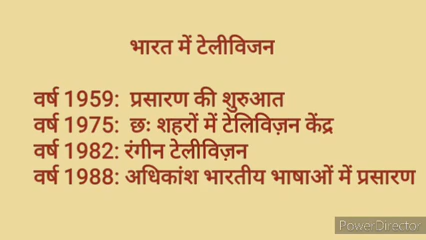 भारत में टेलीविजन
वर्ष 1959: प्रसारण की शुरुआत
वर्ष 1975: छः शहरों में टेलिविज़न केंद्र
वर्ष 1982: रंगीन टेलीविज़न
वर्ष 1988: अधिकांश भारतीय भाषाओं में प्रसारण
PowerDirector